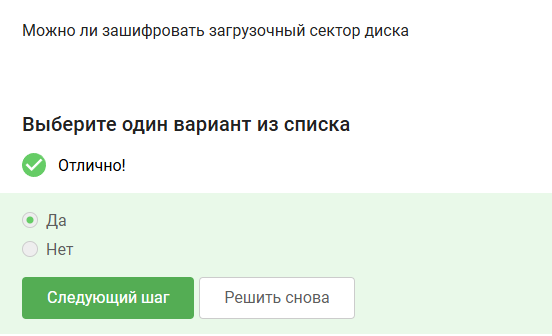 Можно ли зашифровать загрузочный сектор диска
Выберите один вариант из списка
Отлично!
Да
Нет
Следующий шаг
Решить снова